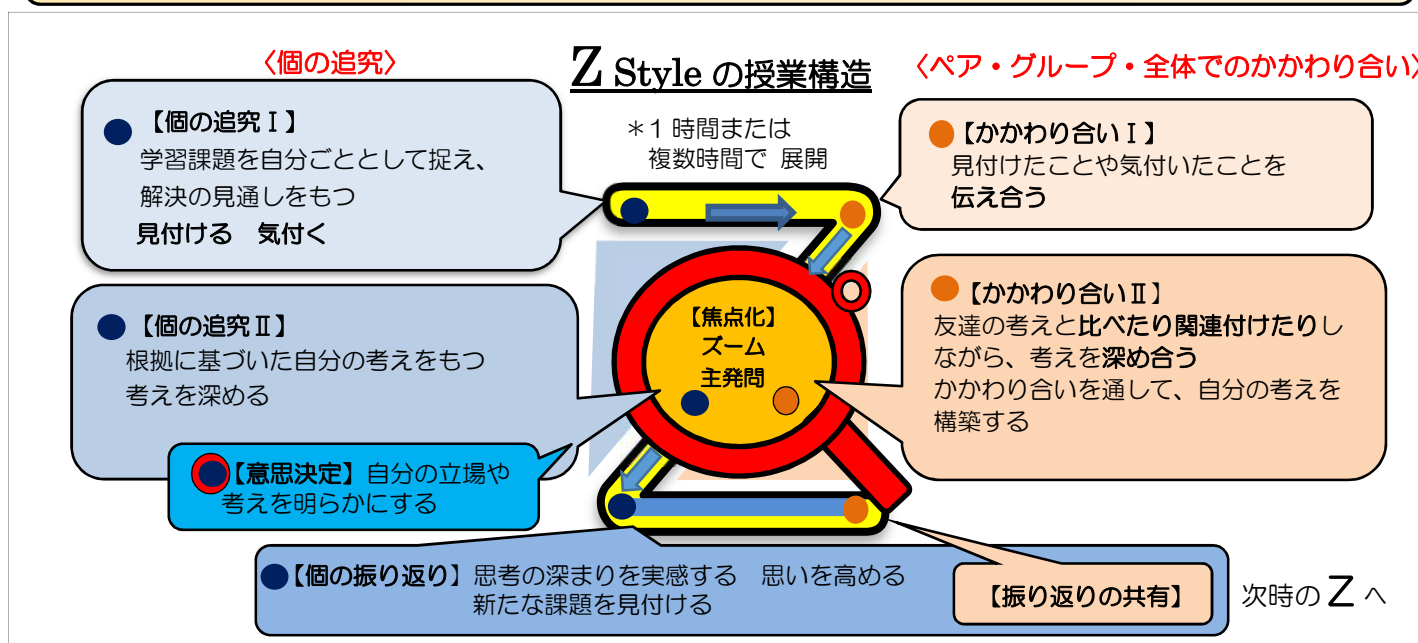 〈個の追究〉
Z Style の授業構造
〈ペア・グループ・全体でのかかわり合い〉
＊1 時間または
複数時間で 展開
【個の追究Ⅰ】
学習課題を自分ごととして捉え、
解決の見通しをもつ
見付ける　気付く
【かかわり合いⅠ】
見付けたことや気付いたことを
伝え合う
【個の追究Ⅱ】
根拠に基づいた自分の考えをもつ
考えを深める
【焦点化】
ズーム
主発問
【かかわり合いⅡ】
友達の考えと比べたり関連付けたりし
ながら、考えを深め合う
かかわり合いを通して、自分の考えを
構築する
【意思決定】自分の立場や
考えを明らかにする
【個の振り返り】思考の深まりを実感する　思いを高める
新たな課題を見付ける
【振り返りの共有】
次時の Z へ